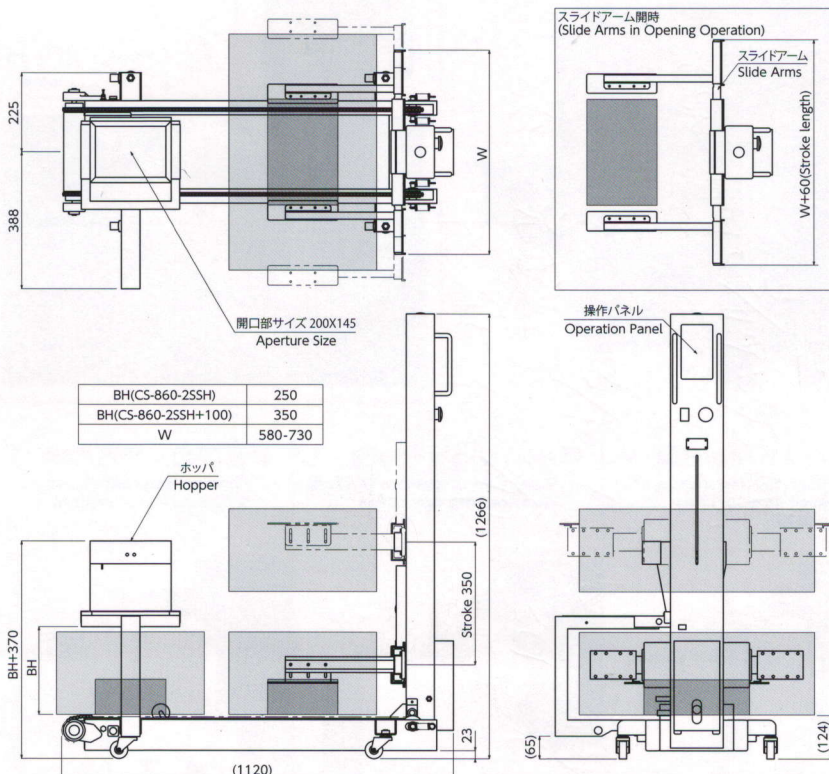 225
388
W
開口部サイズ 200X145
Aperture Size
スライドアーム開時
(Slide Arms in Opening Operation)
スライドアーム
Slide Arms
W+60(Stroke length)
BH(CS-860-2SSH) 250
BH(CS-860-2SSH+100) 350
W 580-730
ホッパ
Hopper
BH+370
BH
(1120)
Stroke 350
(1266)
23
操作パネル
Operation Panel
(65)
(124)